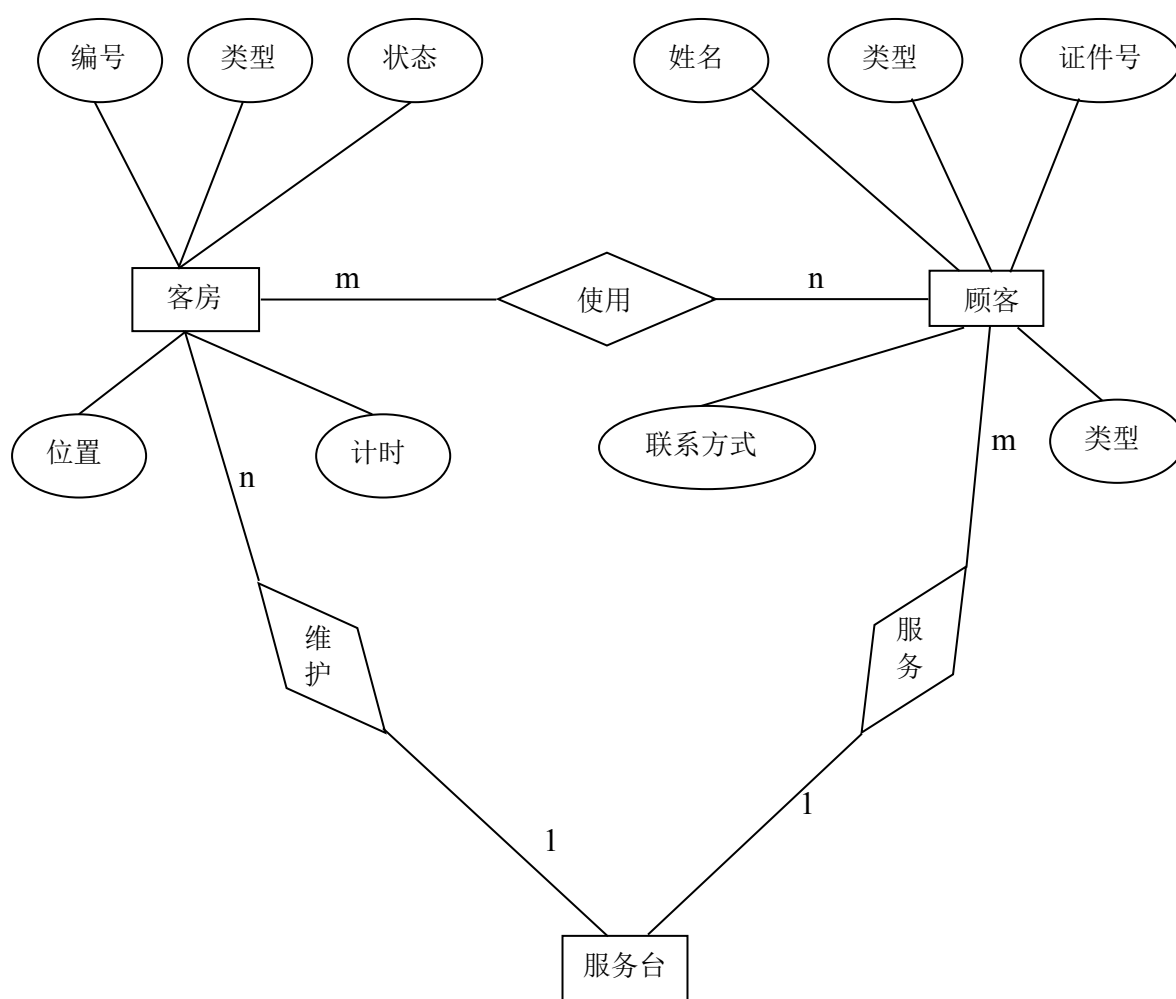 编号
类型
状态
姓名
类型
证件号
客房
m
使用
n
顾客
位置
计时
n
联系方式
m
类型
维
护
服
务
1
1
服务台